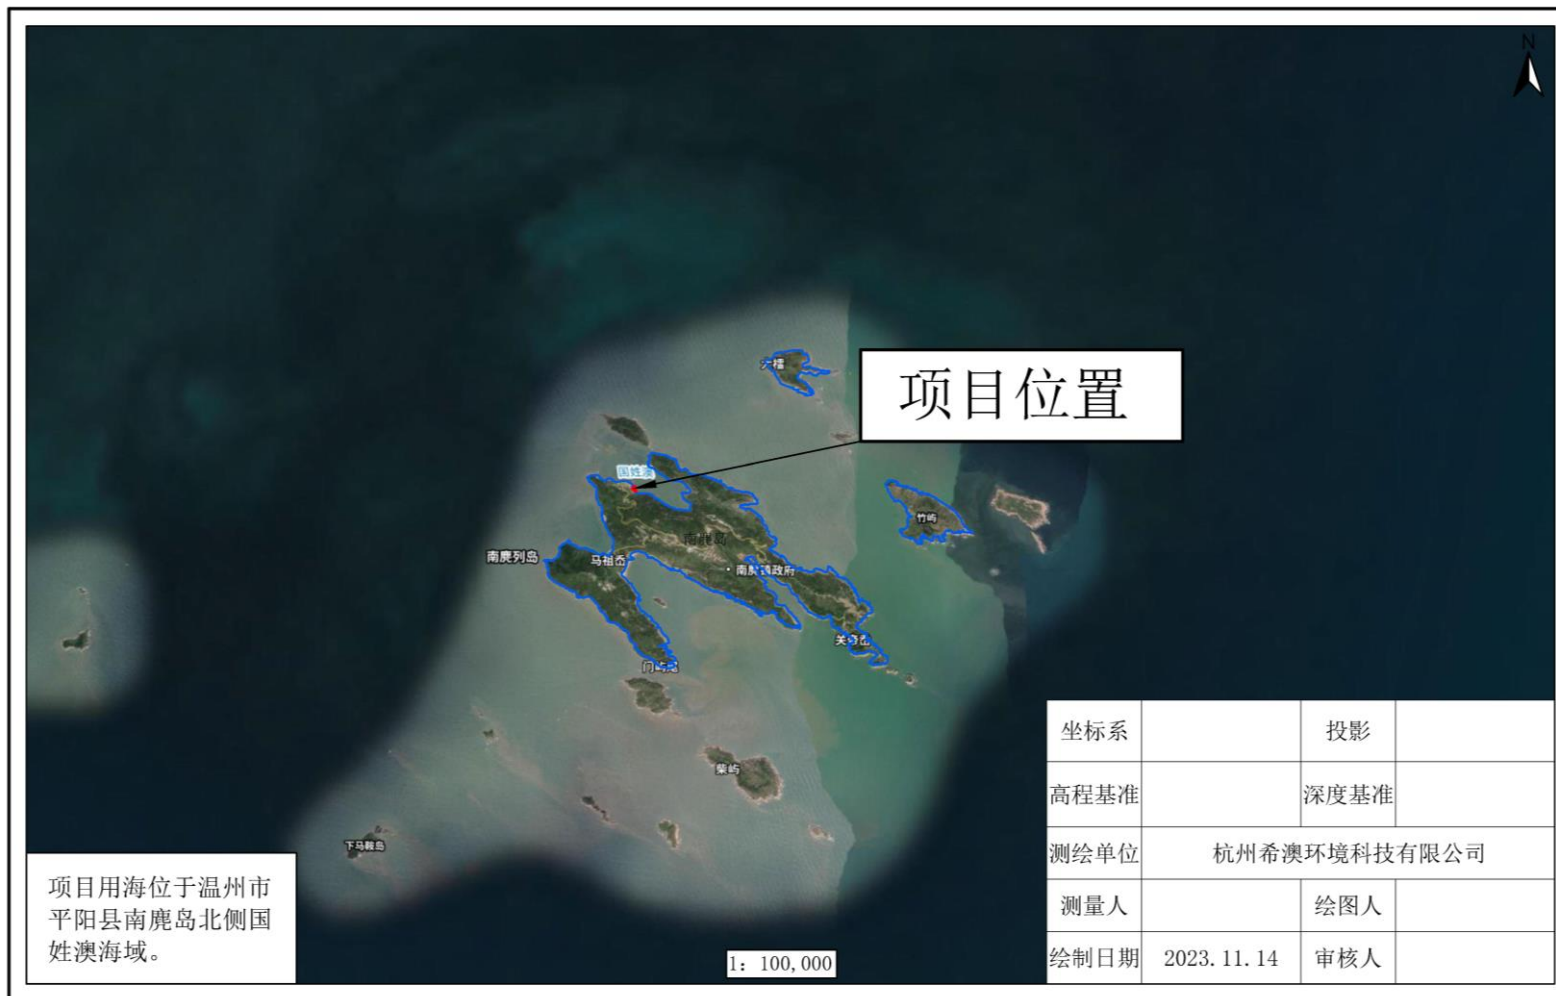 N
大檑
项目位置
国姓澳
竹屿
南麂岛
南麂列岛
马祖岙
南麂镇政府
关帝岙
柴屿
下马鞍岛
项目用海位于温州市
平阳县南麂岛北侧国
姓澳海域。
1: 100,000
坐标系 投影
高程基准 深度基准
测绘单位 杭州希澳环境科技有限公司
测量人 绘图人
绘制日期 2023.11.14 审核人